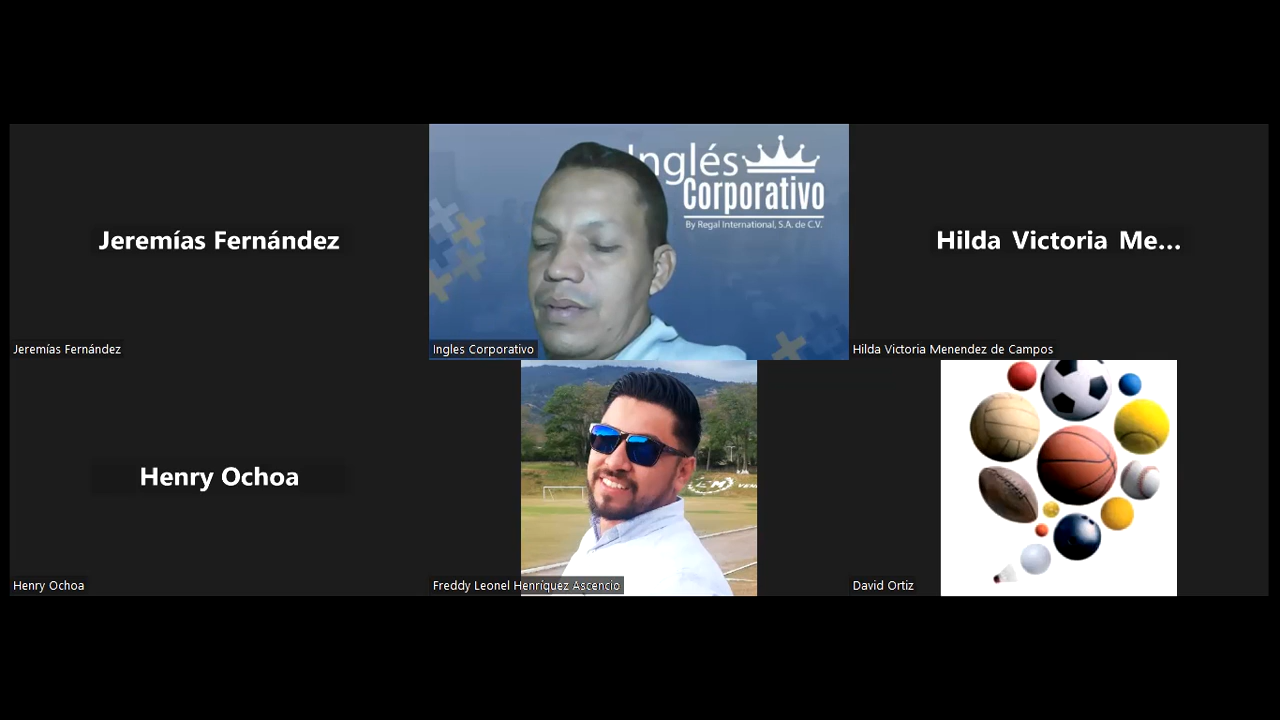 Jeremías Fernández
Jeremías Fernández
Inglés
Corporativo
By Regal International, S.A. de C.V.
Ingles Corporativo
Hilda Victoria Me...
Hilda Victoria Menendez de Campos
Henry Ochoa
Henry Ochoa
Freddy Leonel Henríquez Ascencio
David Ortiz